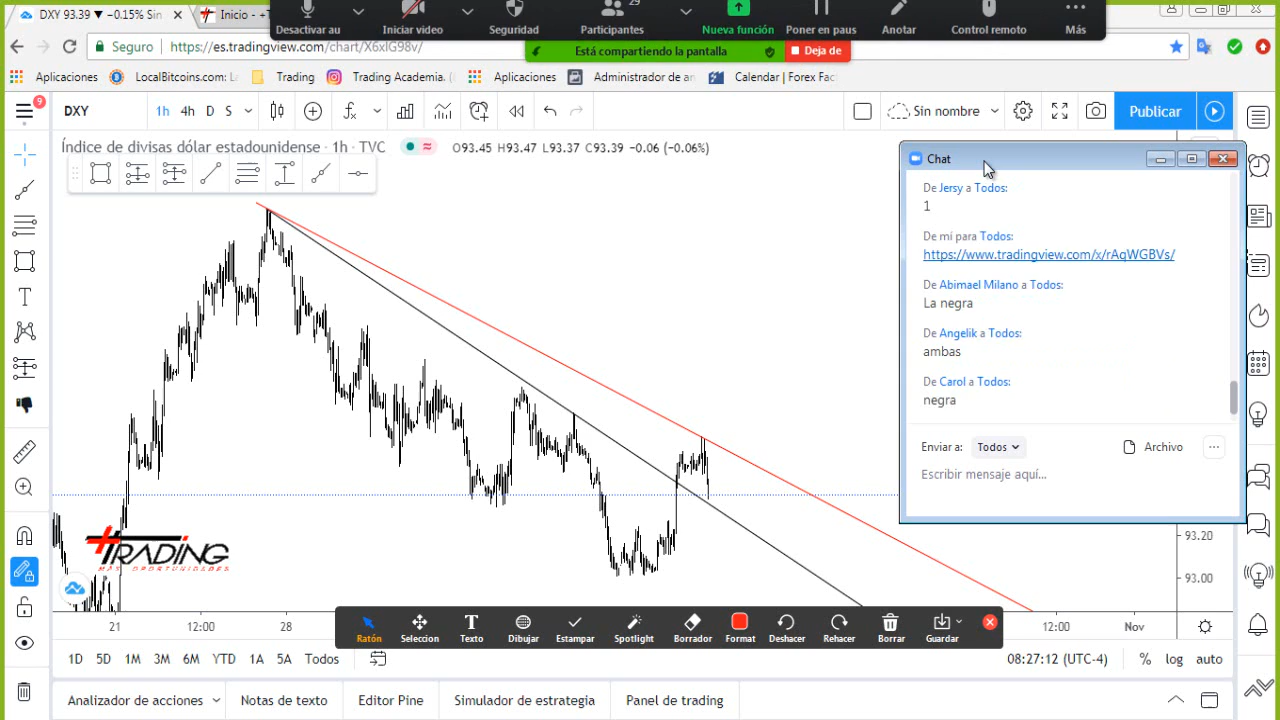 DXY 93.39 ▼ −0.15% Sin
Inicio - +T
29
Desactivar au
Iniciar video
Seguridad
Participantes
Nueva función
Poner en paus
Anotar
Control remoto
Más
Seguro
https://es.tradingview.com/chart/X6xIG98v/
Está compartiendo la pantalla
Deja de
Aplicaciones
LocalBitcoins.com: L
Trading
Trading Academia. (
Aplicaciones
Administrador de an
Calendar | Forex Fac
9
DXY
1h
4h
D
S
Sin nombre
Publicar
Índice de divisas dólar estadounidense · 1h · TVC
O93.45 H93.47 L93.37 C93.39 −0.06 (−0.06%)
Chat
De Jersy a Todos:
1
De mí para Todos:
https://www.tradingview.com/x/rAqWGBVs/
De Abimael Milano a Todos:
La negra
De Angelik a Todos:
ambas
De Carol a Todos:
negra
Enviar a:
Todos
Archivo
Escribir mensaje aquí...
TRADING
MÁS OPORTUNIDADES
93.20
93.00
21
12:00
28
12:00
Nov
Ratón
Seleccion
Texto
Dibujar
Estampar
Spotlight
Borrador
Format
Deshacer
Rehacer
Borrar
Guardar
1D
5D
1M
3M
6M
YTD
1A
5A
Todos
08:27:12 (UTC-4)
%
log
auto
Analizador de acciones
Notas de texto
Editor Pine
Simulador de estrategia
Panel de trading